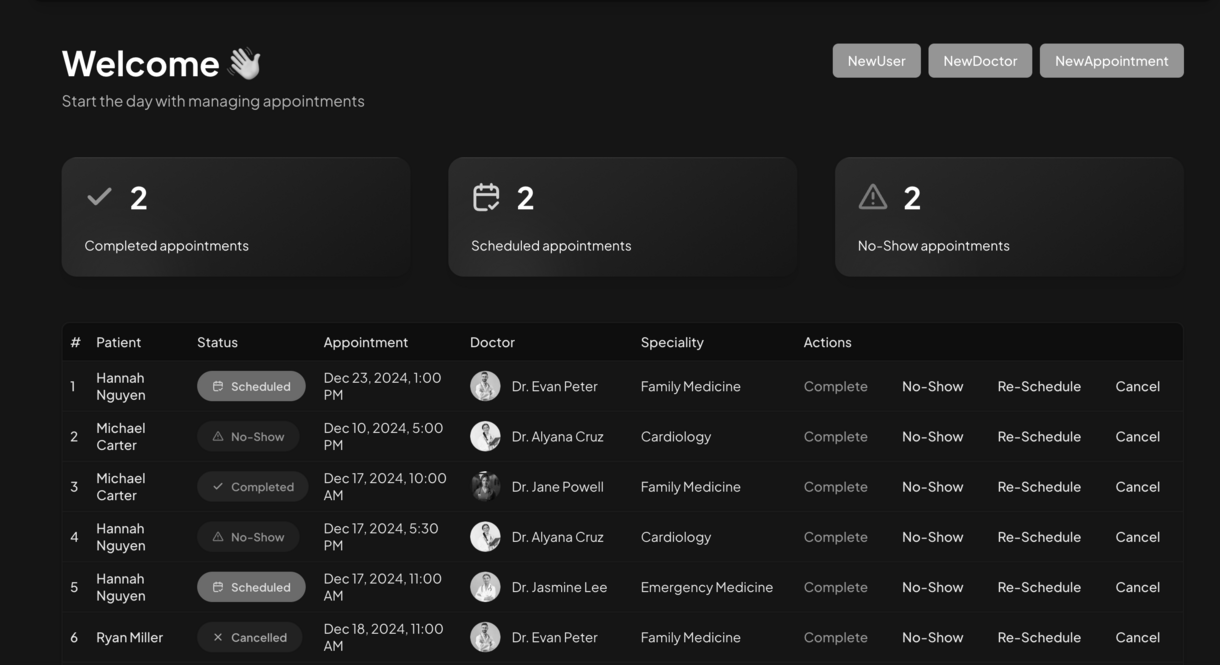 Welcome 👋
NewUser NewDoctor NewAppointment
Start the day with managing appointments
2 2 2
Completed appointments Scheduled appointments No-Show appointments
# Patient Status Appointment Doctor Speciality Actions
1 Hannah Nguyen Scheduled Dec 23, 2024, 1:00 PM Dr. Evan Peter Family Medicine Complete No-Show Re-Schedule Cancel
2 Michael Carter No-Show Dec 10, 2024, 5:00 PM Dr. Alyana Cruz Cardiology Complete No-Show Re-Schedule Cancel
3 Michael Carter Completed Dec 17, 2024, 10:00 AM Dr. Jane Powell Family Medicine Complete No-Show Re-Schedule Cancel
4 Hannah Nguyen No-Show Dec 17, 2024, 5:30 PM Dr. Alyana Cruz Cardiology Complete No-Show Re-Schedule Cancel
5 Hannah Nguyen Scheduled Dec 17, 2024, 11:00 AM Dr. Jasmine Lee Emergency Medicine Complete No-Show Re-Schedule Cancel
6 Ryan Miller Cancelled Dec 18, 2024, 11:00 AM Dr. Evan Peter Family Medicine Complete No-Show Re-Schedule Cancel